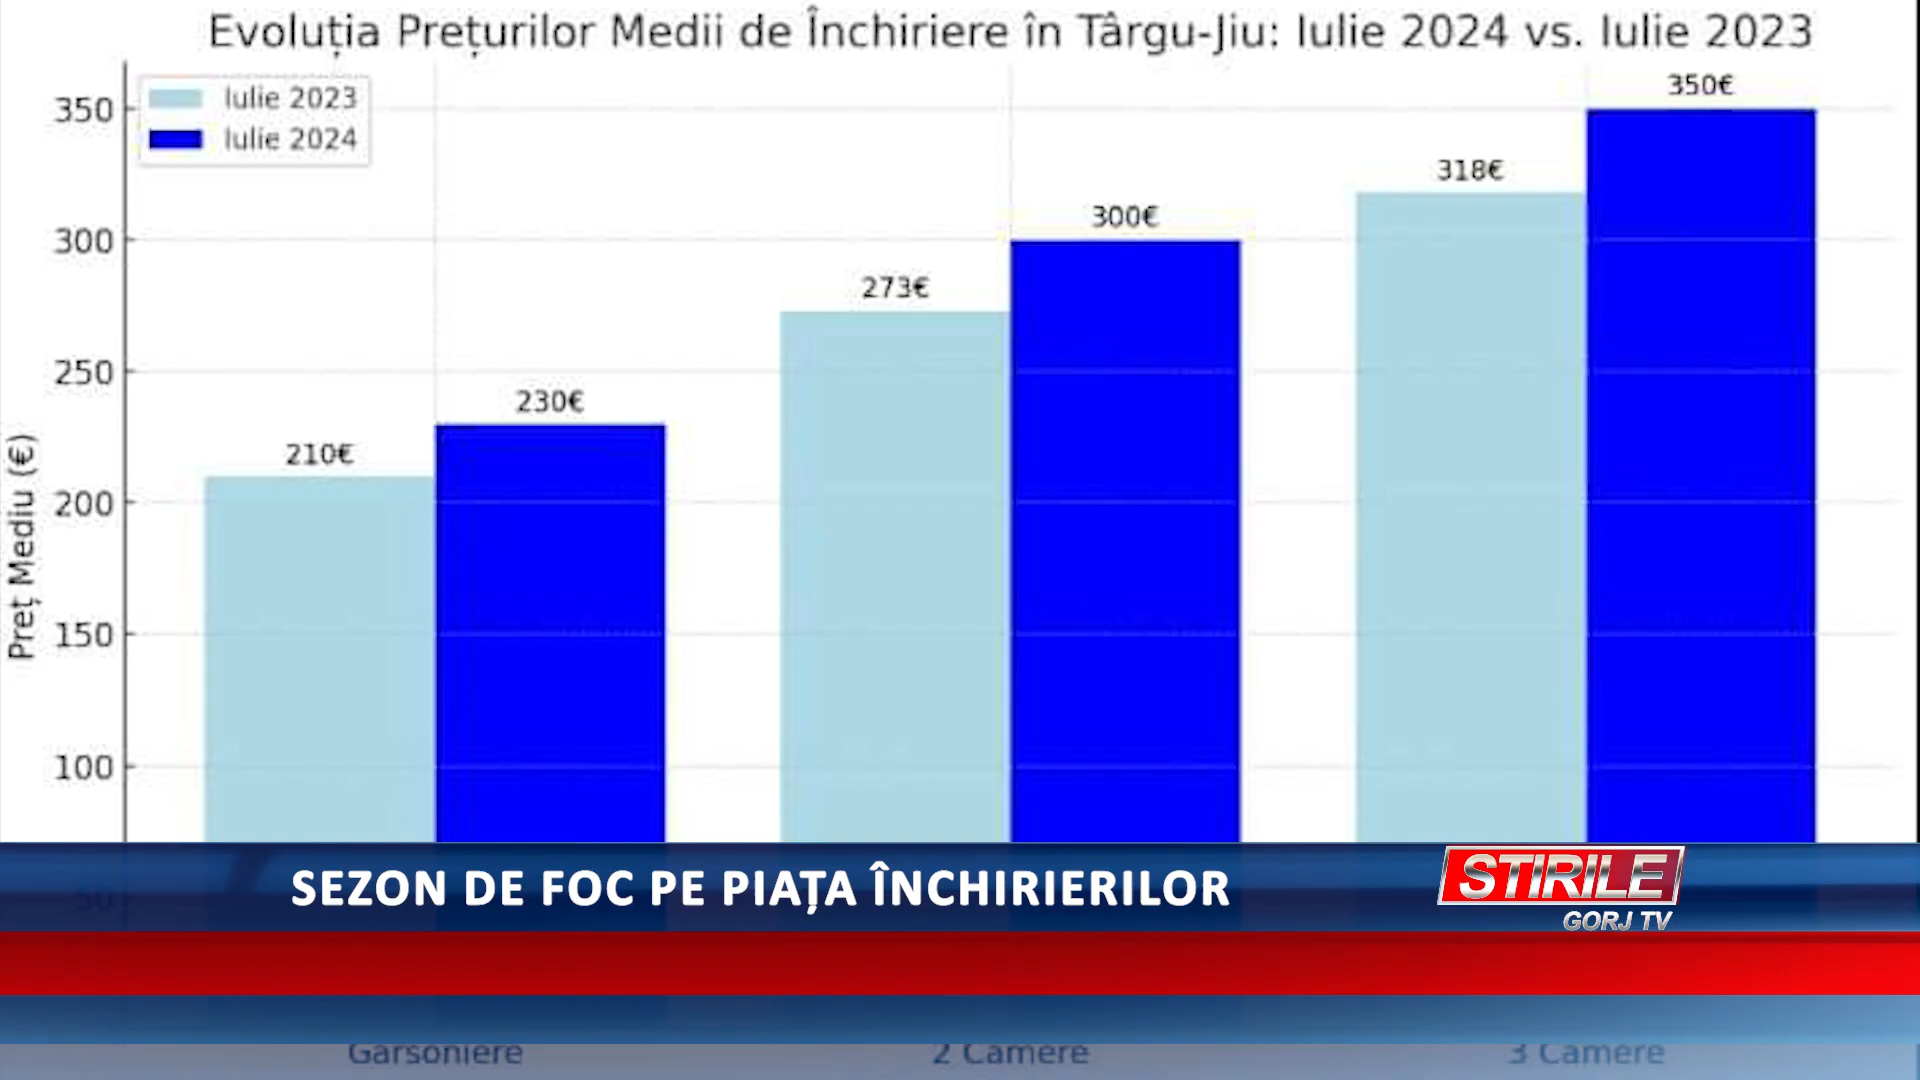 Evoluția Prețurilor Medii de Închiriere în Târgu-Jiu: Iulie 2024 vs. Iulie 2023
Iulie 2023
Iulie 2024
Preț Mediu (€)
350
300
250
200
150
100
50
210€
230€
273€
300€
318€
350€
SEZON DE FOC PE PIAȚA ÎNCHIRIERILOR
STIRILE
GORJ TV
Garsoniere
2 Camere
3 Camere